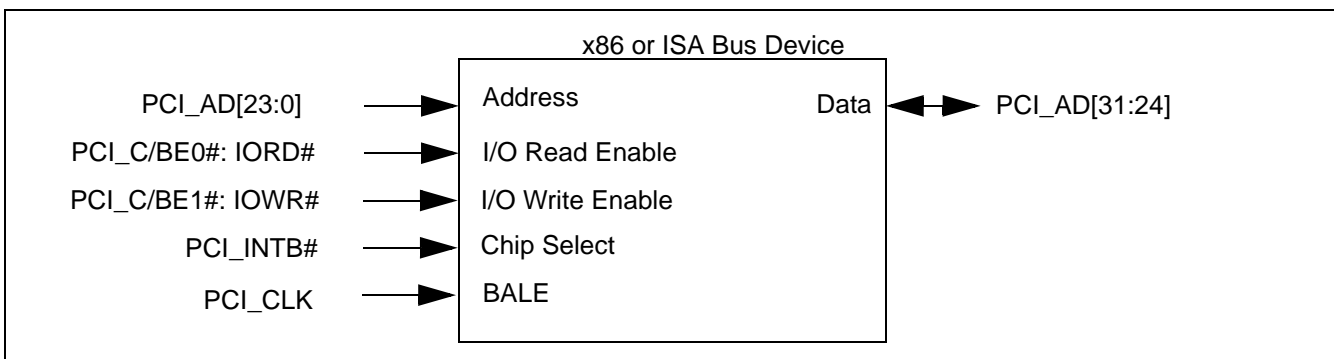 x86 or ISA Bus Device
PCI_AD[23:0] Address Data PCI_AD[31:24]
PCI_C/BE0#: IORD# I/O Read Enable
PCI_C/BE1#: IOWR# I/O Write Enable
PCI_INTB# Chip Select
PCI_CLK BALE